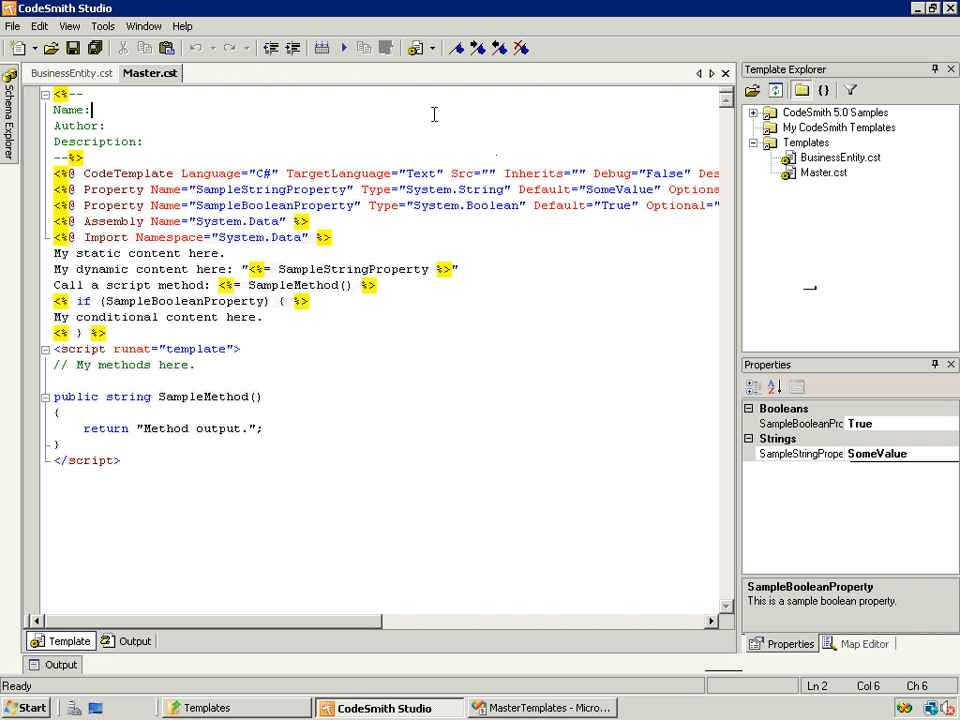 CodeSmith Studio
File Edit View Tools Window Help
BusinessEntity.cst Master.cst
Schema Explorer
<%--
Name:
Author:
Description:
--%>
<%@ CodeTemplate Language="C#" TargetLanguage="Text" Src="" Inherits="" Debug="False" Des
<%@ Property Name="SampleStringProperty" Type="System.String" Default="SomeValue" Optiona
<%@ Property Name="SampleBooleanProperty" Type="System.Boolean" Default="True" Optional="
<%@ Assembly Name="System.Data" %>
<%@ Import Namespace="System.Data" %>
My static content here.
My dynamic content here: "<%= SampleStringProperty %>"
Call a script method: <%= SampleMethod() %>
<% if (SampleBooleanProperty) { %>
My conditional content here.
<% } %>
<script runat="template">
// My methods here.
public string SampleMethod()
{
return "Method output.";
}
</script>
Template Output
Output
Template Explorer
CodeSmith 5.0 Samples
My CodeSmith Templates
Templates
BusinessEntity.cst
Master.cst
Properties
Booleans
SampleBooleanPrc True
Strings
SampleStringPrope SomeValue
SampleBooleanProperty
This is a sample boolean property.
Properties Map Editor
Ready Ln 2 Col 6 Ch 6
Start Templates CodeSmith Studio MasterTemplates - Micro...